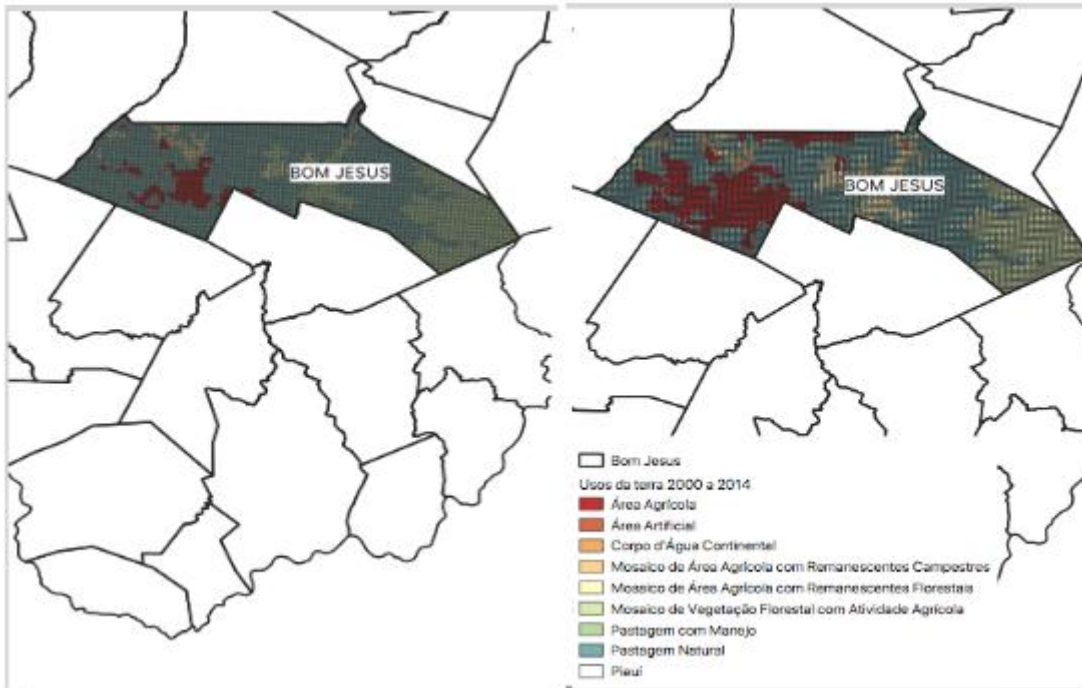 BOM JESUS
BOM JESUS
Bom Jesus
Usos da terra 2000 a 2014
Área Agrícola
Área Artificial
Corpo d'Água Continental
Mosaico de Área Agrícola com Remanescentes Campestres
Mosaico de Área Agrícola com Remanescentes Florestais
Mosaico de Vegetação Florestal com Atividade Agrícola
Pastagem com Manejo
Pastagem Natural
Piauí